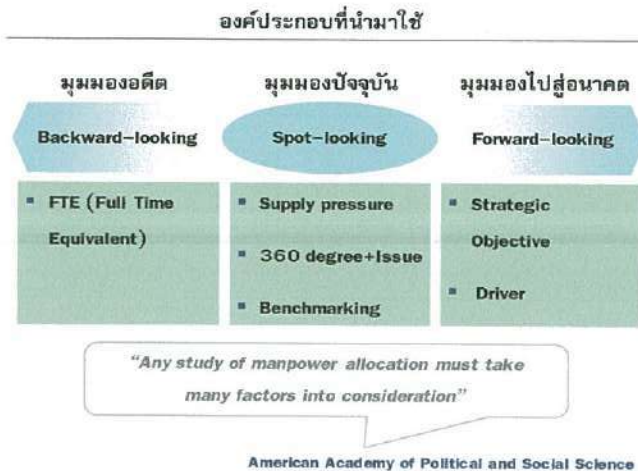 องค์ประกอบที่นำมาใช้
มุมมองอดีต
Backward-looking
FTE (Full Time
Equivalent)
มุมมองปัจจุบัน
Spot-looking
Supply pressure
360 degree+Issue
Benchmarking
มุมมองไปสู่อนาคต
Forward-looking
Strategic
Objective
Driver
“Any study of manpower allocation must take
many factors into consideration”
American Academy of Political and Social Science